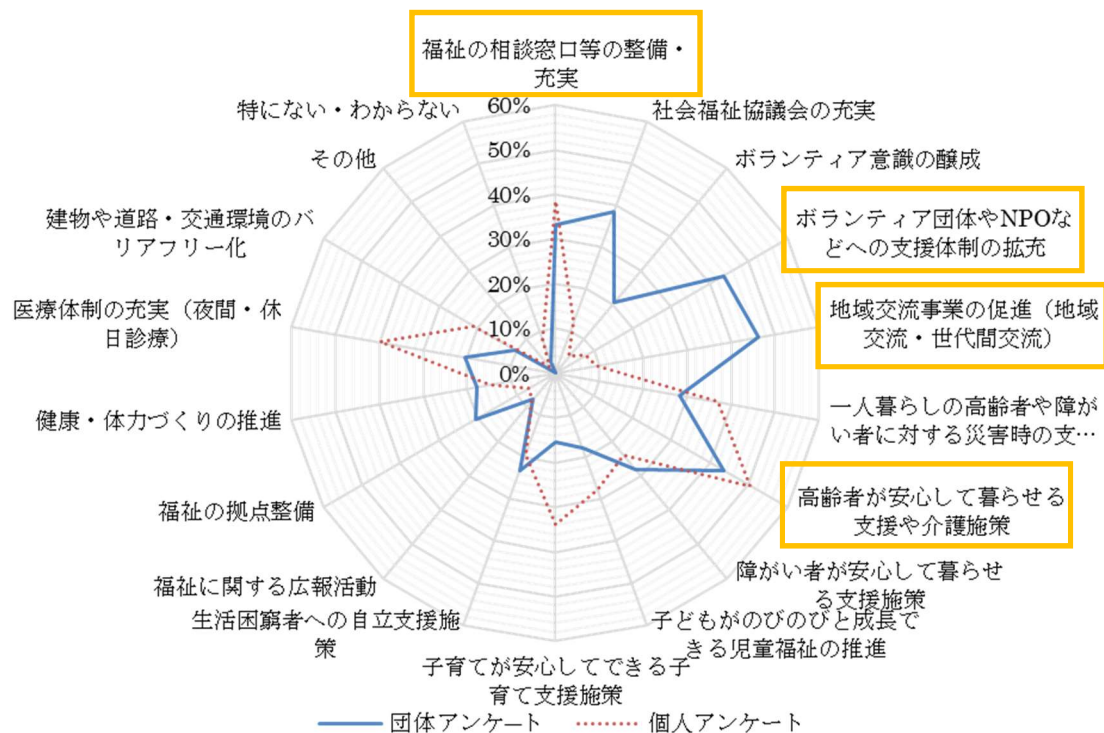 福祉の相談窓口等の整備・
充実
社会福祉協議会の充実
ボランティア意識の醸成
ボランティア団体やNPOな
どへの支援体制の拡充
地域交流事業の促進（地域
交流・世代間交流）
一人暮らしの高齢者や障が
い者に対する災害時の支…
高齢者が安心して暮らせる
支援や介護施策
障がい者が安心して暮らせ
る支援施策
子どもがのびのびと成長で
きる児童福祉の推進
子育てが安心してできる子
育て支援施策
生活困窮者への自立支援施
策
福祉に関する広報活動
福祉の拠点整備
健康・体力づくりの推進
医療体制の充実（夜間・休
日診療）
建物や道路・交通環境のバ
リアフリー化
その他
特にない・わからない
60%
50%
40%
30%
20%
10%
0%
団体アンケート
個人アンケート